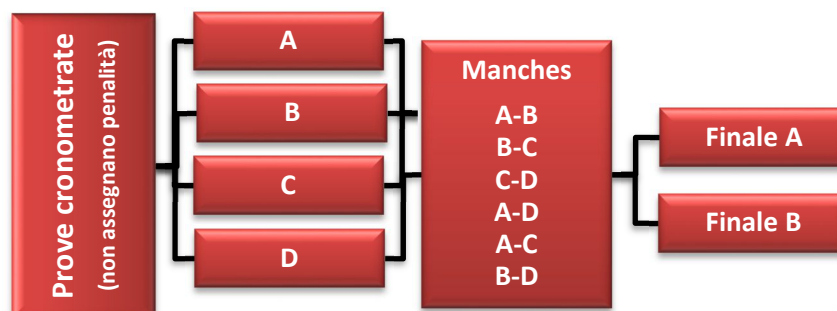 Prove cronometrate
(non assegnano penalità)
A
B
C
D
Manches
A-B
B-C
C-D
A-D
A-C
B-D
Finale A
Finale B